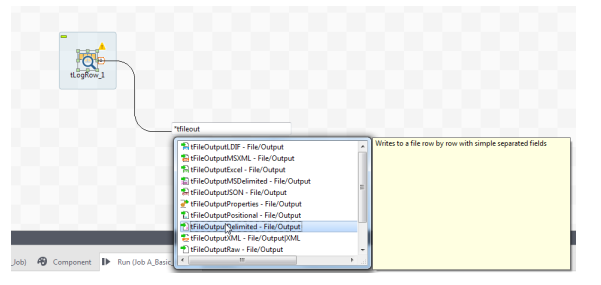 tLogRow_1
*tfileout
tFileOutputLDIF - File/Output
tFileOutputMSXML - File/Output
tFileOutputExcel - File/Output
tFileOutputMSDelimited - File/Output
tFileOutputJSON - File/Output
tFileOutputProperties - File/Output
tFileOutputPositional - File/Output
tFileOutputDelimited - File/Output
tFileOutputXML - File/Output|XML
tFileOutputRaw - File/Output
Writes to a file row by row with simple separated fields
_Job)
Component
Run (Job A_Basic_